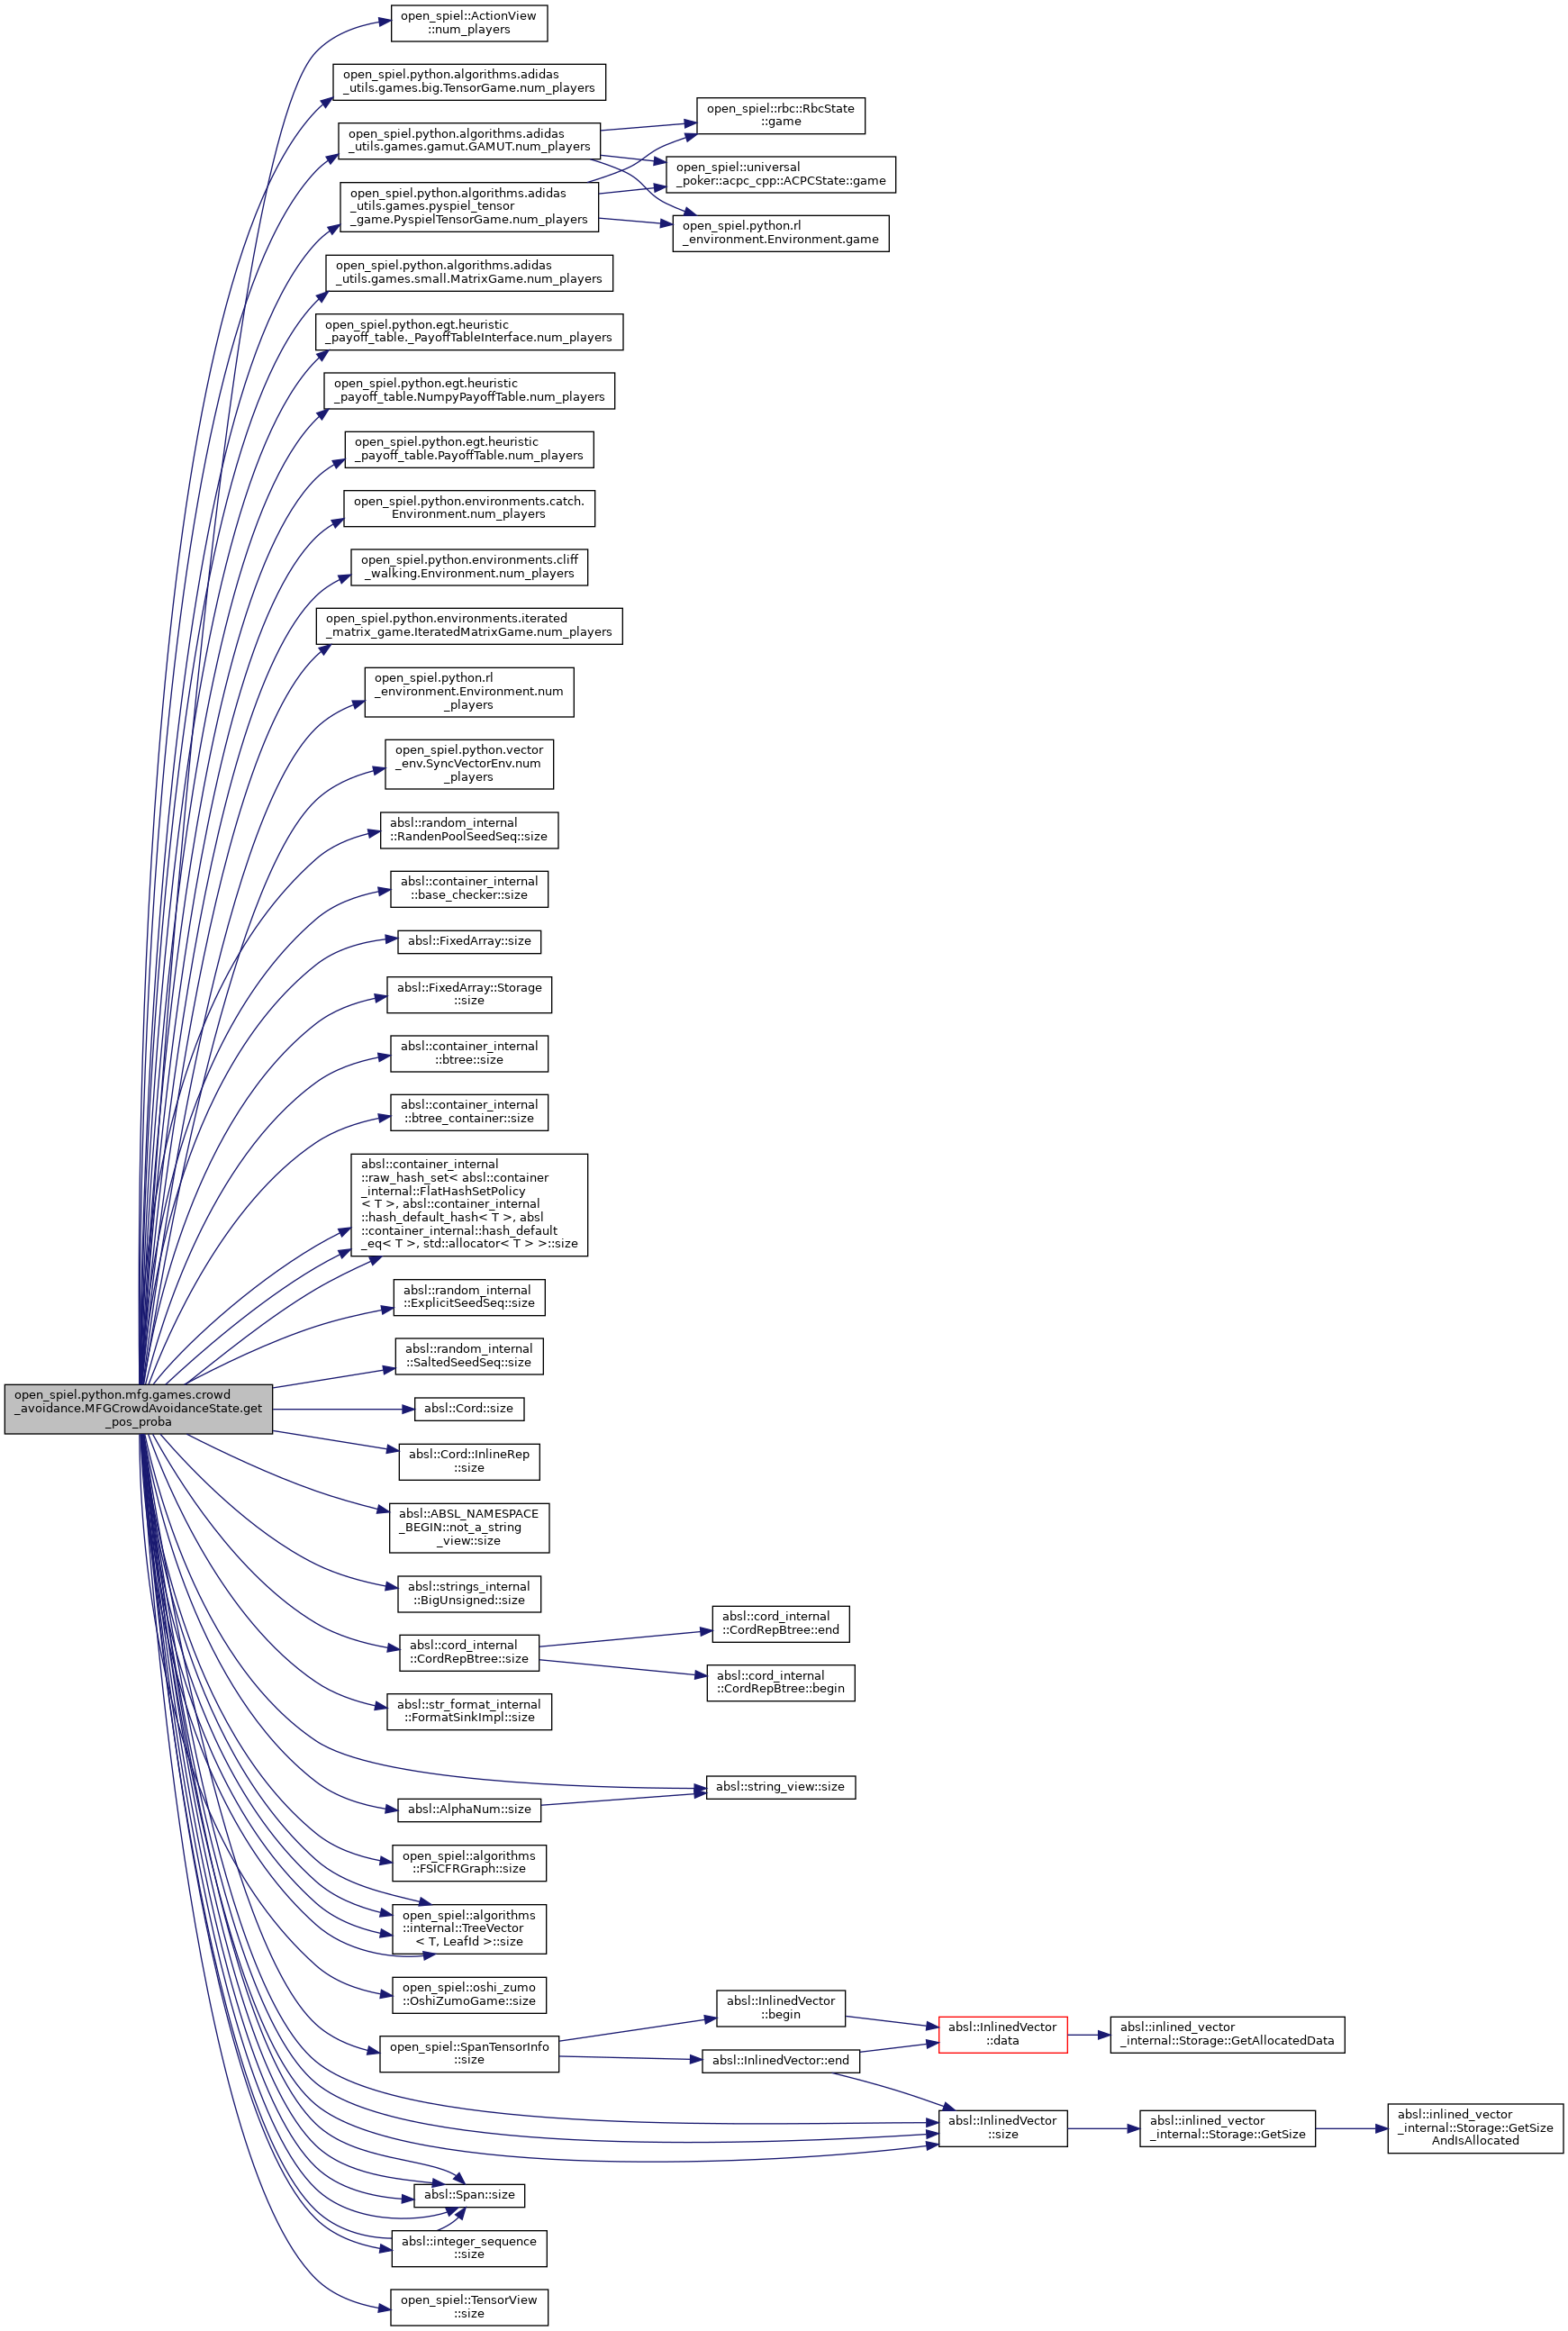 open_spiel::ActionView
::num_players
open_spiel.python.algorithms.adidas
_utils.games.big.TensorGame.num_players
open_spiel::rbc::RbcState
::game
open_spiel.python.algorithms.adidas
_utils.games.gamut.GAMUT.num_players
open_spiel::universal
_poker::acpc_cpp::ACPCState::game
open_spiel.python.algorithms.adidas
_utils.games.pyspiel_tensor
_game.PyspielTensorGame.num_players
open_spiel.python.rl
_environment.Environment.game
open_spiel.python.algorithms.adidas
_utils.games.small.MatrixGame.num_players
open_spiel.python.egt.heuristic
_payoff_table._PayoffTableInterface.num_players
open_spiel.python.egt.heuristic
_payoff_table.NumpyPayoffTable.num_players
open_spiel.python.egt.heuristic
_payoff_table.PayoffTable.num_players
open_spiel.python.environments.catch.
Environment.num_players
open_spiel.python.environments.cliff
_walking.Environment.num_players
open_spiel.python.environments.iterated
_matrix_game.IteratedMatrixGame.num_players
open_spiel.python.rl
_environment.Environment.num
_players
open_spiel.python.vector
_env.SyncVectorEnv.num
_players
absl::random_internal
::RandenPoolSeedSeq::size
absl::container_internal
::base_checker::size
absl::FixedArray::size
absl::FixedArray::Storage
::size
absl::container_internal
::btree::size
absl::container_internal
::btree_container::size
absl::container_internal
::raw_hash_set< absl::container
_internal::FlatHashSetPolicy
< T >, absl::container_internal
::hash_default_hash< T >, absl
::container_internal::hash_default
_eq< T >, std::allocator< T > >::size
absl::random_internal
::ExplicitSeedSeq::size
absl::random_internal
::SaltedSeedSeq::size
open_spiel.python.mfg.games.crowd
_avoidance.MFGCrowdAvoidanceState.get
_pos_proba
absl::Cord::size
absl::Cord::InlineRep
::size
absl::ABSL_NAMESPACE
_BEGIN::not_a_string
_view::size
absl::strings_internal
::BigUnsigned::size
absl::cord_internal
::CordRepBtree::end
absl::cord_internal
::CordRepBtree::size
absl::cord_internal
::CordRepBtree::begin
absl::str_format_internal
::FormatSinkImpl::size
absl::string_view::size
absl::AlphaNum::size
open_spiel::algorithms
::FSICFRGraph::size
open_spiel::algorithms
::internal::TreeVector
< T, LeafId >::size
open_spiel::oshi_zumo
::OshiZumoGame::size
absl::InlinedVector
::begin
absl::InlinedVector
::data
absl::inlined_vector
_internal::Storage::GetAllocatedData
open_spiel::SpanTensorInfo
::size
absl::InlinedVector::end
absl::InlinedVector
::size
absl::inlined_vector
_internal::Storage::GetSize
absl::inlined_vector
_internal::Storage::GetSize
AndIsAllocated
absl::Span::size
absl::integer_sequence
::size
open_spiel::TensorView
::size